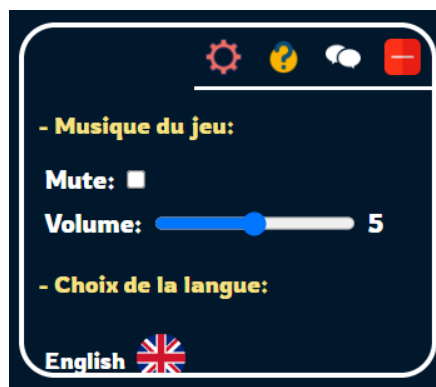 - Musique du jeu:
Mute:
Volume: 5
- Choix de la langue:
English